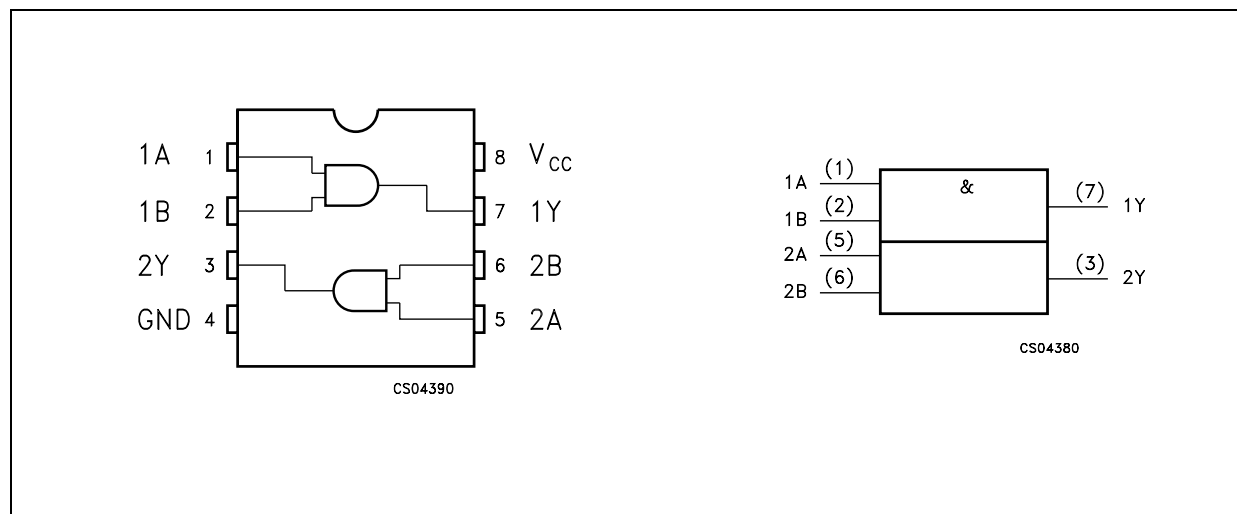 1A 1 8 VCC
1B 2 7 1Y
2Y 3 6 2B
GND 4 5 2A
CS04390
&
1A (1) (7) 1Y
1B (2)
2A (5) (3) 2Y
2B (6)
CS04380